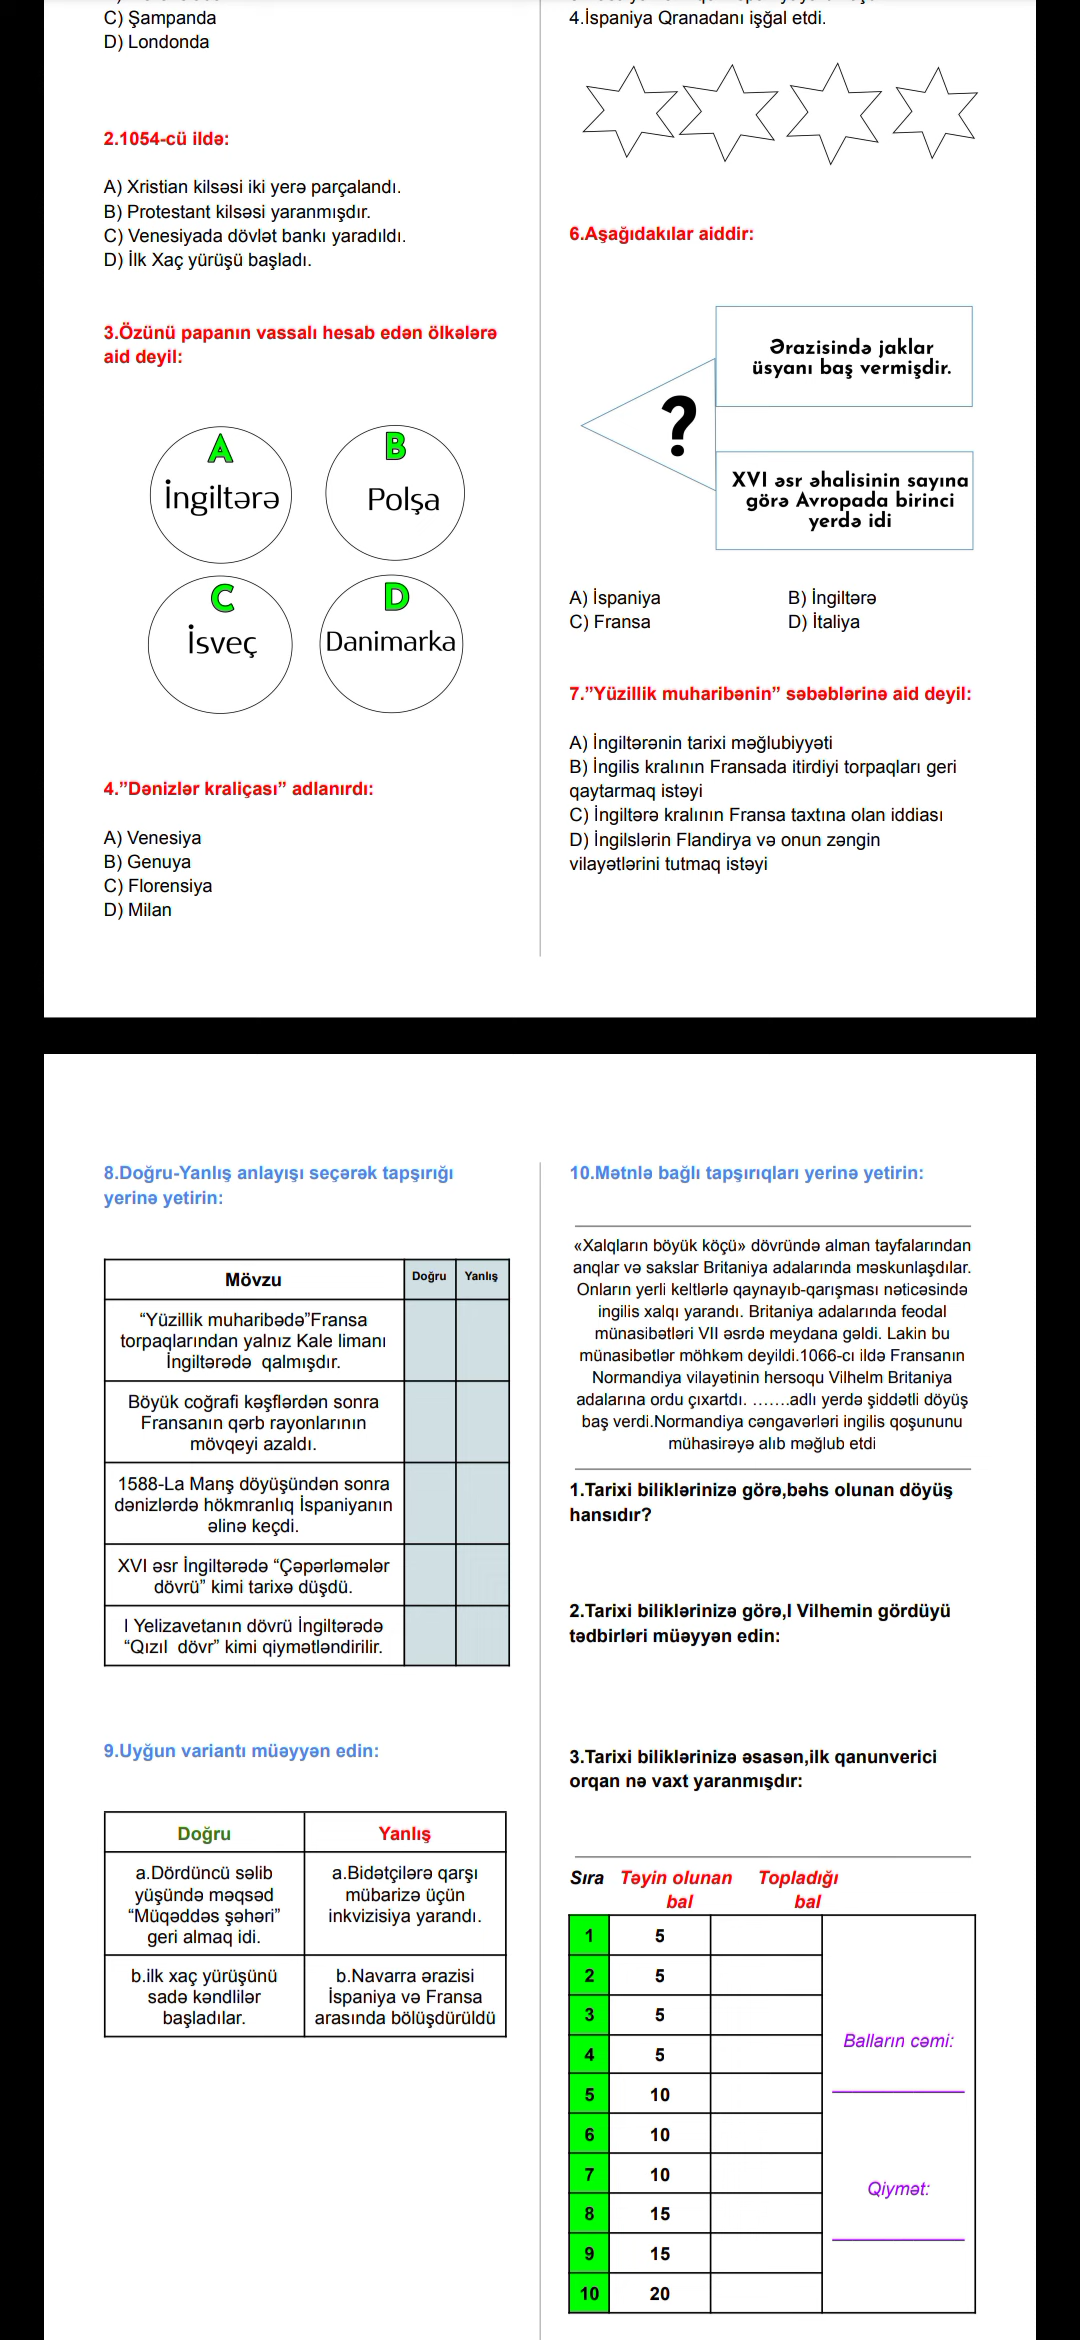 C) Şampanda
D) Londonda
2.1054-cü ildə:
A) Xristian kilsəsi iki yerə parçalandı.
B) Protestant kilsəsi yaranmışdır.
C) Venesiyada dövlət bankı yaradıldı.
D) İlk Xaç yürüşü başladı.
3.Özünü papanın vassalı hesab edən ölkələrə
aid deyil:
A
İngiltərə
B
Polşa
C
İsveç
D
Danimarka
4.”Dənizlər kraliçası” adlanırdı:
A) Venesiya
B) Genuya
C) Florensiya
D) Milan
4.İspaniya Qranadanı işğal etdi.
6.Aşağıdakılar aiddir:
?
Ərazisində jaklar
üsyanı baş vermişdir.
XVI əsr əhalisinin sayına
görə Avropada birinci
yerdə idi
A) İspaniya B) İngiltərə
C) Fransa D) İtaliya
7.”Yüzillik muharibənin” səbəblərinə aid deyil:
A) İngiltərənin tarixi məğlubiyyəti
B) İngilis kralının Fransada itirdiyi torpaqları geri
qaytarmaq istəyi
C) İngiltərə kralının Fransa taxtına olan iddiası
D) İngilslərin Flandirya və onun zəngin
vilayətlərini tutmaq istəyi
8.Doğru-Yanlış anlayışı seçərək tapşırığı
yerinə yetirin:
Mövzu Doğru Yanlış
“Yüzillik muharibədə”Fransa
torpaqlarından yalnız Kale limanı
İngiltərədə qalmışdır.
Böyük coğrafi kəşflərdən sonra
Fransanın qərb rayonlarının
mövqeyi azaldı.
1588-La Manş döyüşündən sonra
dənizlərdə hökmranlıq İspaniyanın
əlinə keçdi.
XVI əsr İngiltərədə “Çəpərləmələr
dövrü” kimi tarixə düşdü.
I Yelizavetanın dövrü İngiltərədə
“Qızıl dövr” kimi qiymətləndirilir.
9.Uyğun variantı müəyyən edin:
Doğru Yanlış
a.Dördüncü səlib
yüşündə məqsəd
“Müqəddəs şəhəri”
geri almaq idi.
a.Bidətçilərə qarşı
mübarizə üçün
inkvizisiya yarandı.
b.ilk xaç yürüşünü
sadə kəndlilər
başladılar.
b.Navarra ərazisi
İspaniya və Fransa
arasında bölüşdürüldü
10.Mətnlə bağlı tapşırıqları yerinə yetirin:
«Xalqların böyük köçü» dövründə alman tayfalarından
anqlar və sakslar Britaniya adalarında məskunlaşdılar.
Onların yerli keltlərlə qaynayıb-qarışması nəticəsində
ingilis xalqı yarandı. Britaniya adalarında feodal
münasibətləri VII əsrdə meydana gəldi. Lakin bu
münasibətlər möhkəm deyildi.1066-cı ildə Fransanın
Normandiya vilayətinin hersoqu Vilhelm Britaniya
adalarına ordu çıxartdı. .......adlı yerdə şiddətli döyüş
baş verdi.Normandiya cəngavərləri ingilis qoşununu
mühasirəyə alıb məğlub etdi
1.Tarixi biliklərinizə görə,bəhs olunan döyüş
hansıdır?
2.Tarixi biliklərinizə görə,I Vilhemin gördüyü
tədbirləri müəyyən edin:
3.Tarixi biliklərinizə əsasən,ilk qanunverici
orqan nə vaxt yaranmışdır:
Sıra Təyin olunan Topladığı
bal bal
1 5
2 5
3 5
4 5
5 10
6 10
7 10
8 15
9 15
10 20
Balların cəmi:
Qiymət: